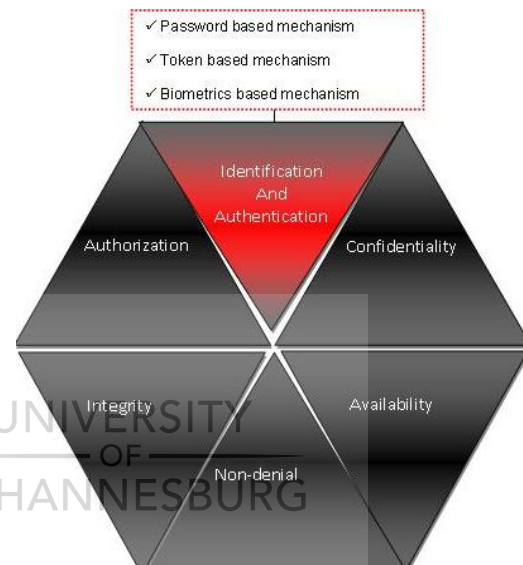 ✓ Password based mechanism
✓ Token based mechanism
✓ Biometrics based mechanism
Identification
And
Authentication
Authorization
Confidentiality
Integrity
Availability
Non-denial
UNIVERSITY
OF
HANNESBURG